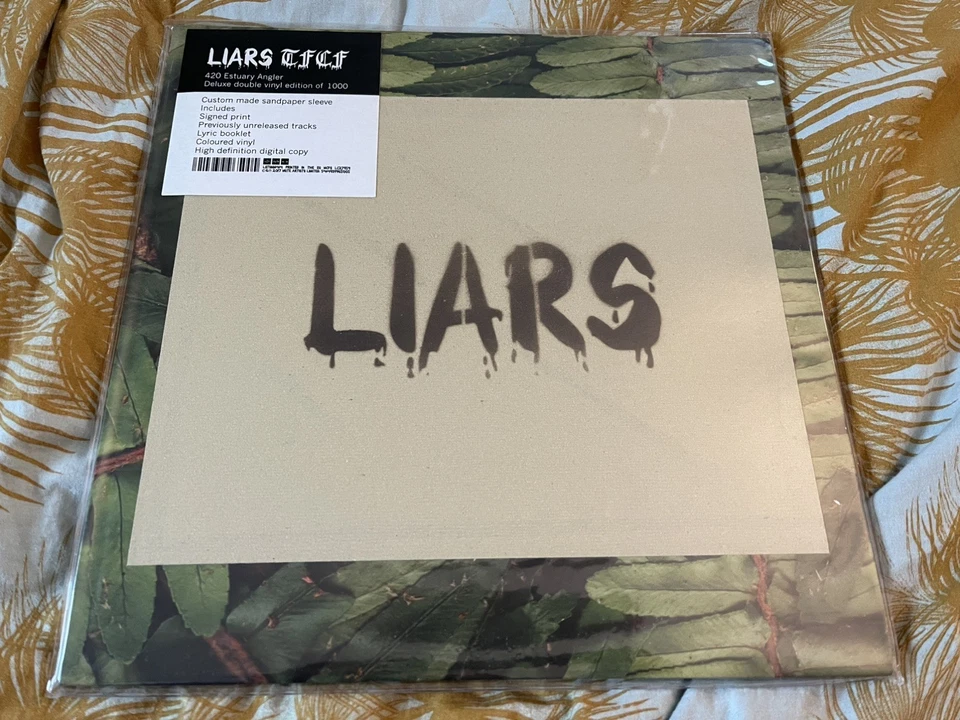 LIARS TFCF
420 Estuary Angler
Deluxe double vinyl edition of 1000
Custom made sandpaper sleeve
Includes
Signed print
Previously unreleased tracks
Lyric booklet
Coloured vinyl
High definition digital copy
LIARS